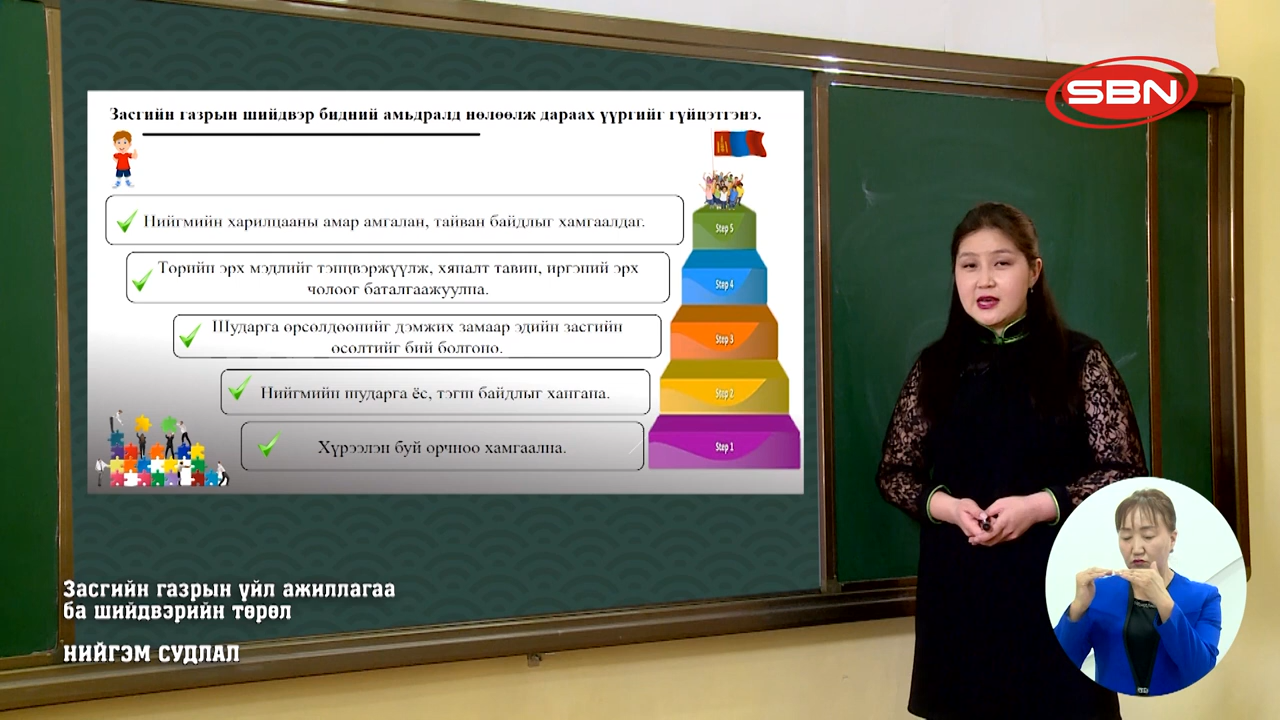 SBN
Засгийн газрын шийдвэр бидний амьдралд нөлөөлж дараах үүргийг гүйцэтгэнэ.
Нийгмийн харилцааны амар амгалан, тайван байдлыг хамгаалдаг.
Step 5
Төрийн эрх мэдлийг тэнцвэржүүлж, хяналт тавин, иргэний эрх
чөлөөг баталгаажуулна.
Step 4
Шударга өрсөлдөөнийг дэмжих замаар эдийн засгийн
өсөлтийг бий болгоно.
Step 3
Нийгмийн шударга ёс, тэгш байдлыг хангана.
Step 2
Хүрээлэн буй орчноо хамгаална.
Step 1
Засгийн газрын үйл ажиллагаа
ба шийдвэрийн төрөл
НИЙГЭМ СУДЛАЛ